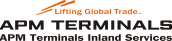 Lifting Global Trade.
APM TERMINALS
APM Terminals Inland Services